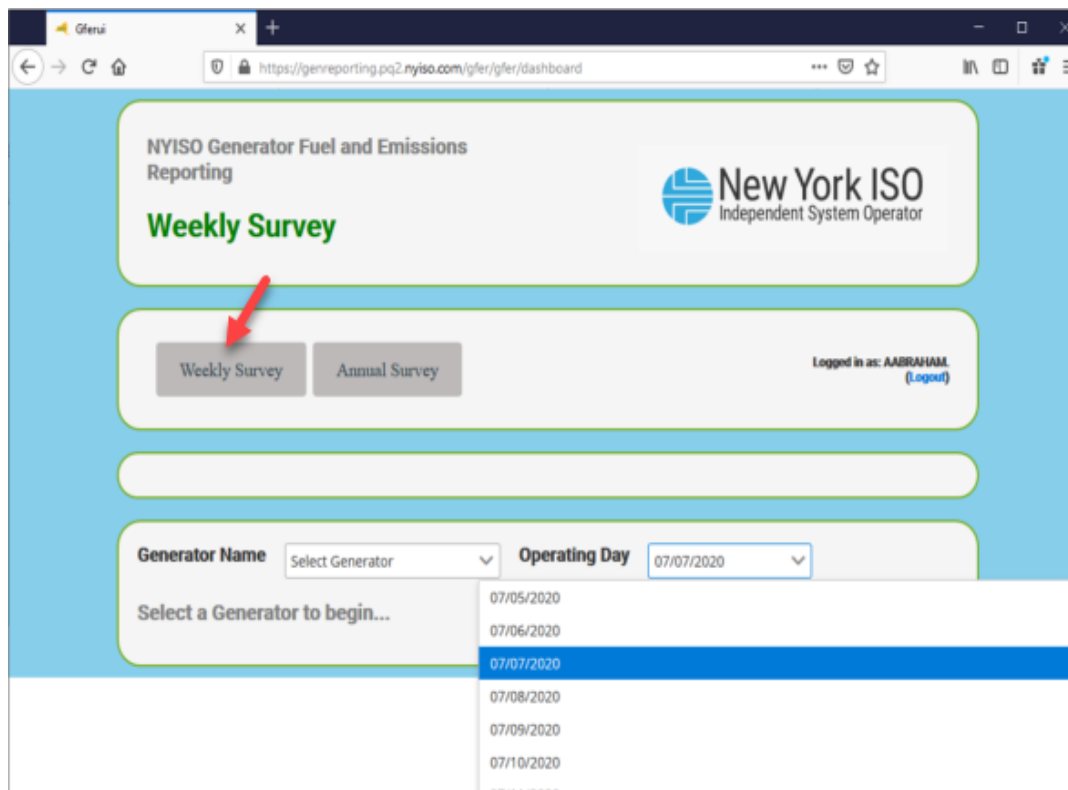 Gferui
https://genreporting.pq2.nyiso.com/gfer/gfer/dashboard
NYISO Generator Fuel and Emissions
Reporting
Weekly Survey
New York ISO
Independent System Operator
Weekly Survey
Annual Survey
Logged in as: AABRAHAM.
(Logout)
Generator Name
Select Generator
Operating Day
07/07/2020
Select a Generator to begin...
07/05/2020
07/06/2020
07/07/2020
07/08/2020
07/09/2020
07/10/2020